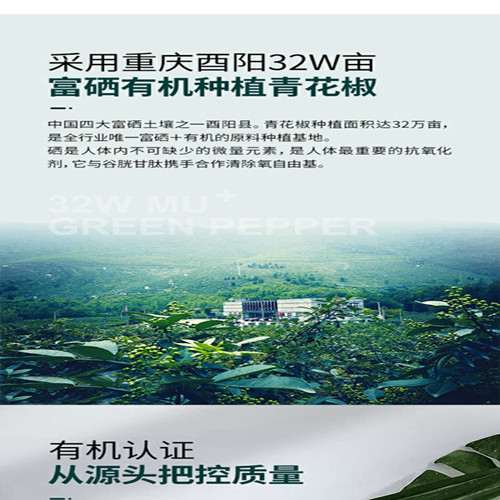 采用重庆酉阳32W亩
富硒有机种植青花椒
中国四大富硒土壤之一酉阳县。青花椒种植面积达32万亩，
是全行业唯一富硒+有机的原料种植基地。
硒是人体内不可缺少的微量元素，是人体最重要的抗氧化
剂，它与谷胱甘肽携手合作清除氧自由基。
32W MU+
GREEN PEPPER
有机认证
从源头把控质量